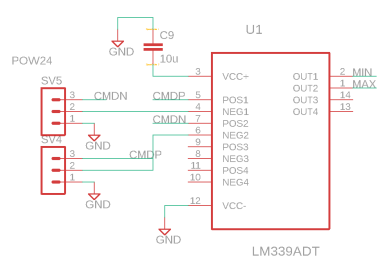 C9
U1
GND
10u
POW24
SV5
3
CMDN
2
1
GND
SV4
3
CMDP
2
1
GND
3
VCC+
OUT1
2
MIN
OUT2
1
MAX
CMDP
5
POS1
OUT3
14
4
NEG1
OUT4
13
CMDN
7
POS2
6
NEG2
9
POS3
8
NEG3
11
POS4
10
NEG4
12
VCC-
GND
LM339ADT